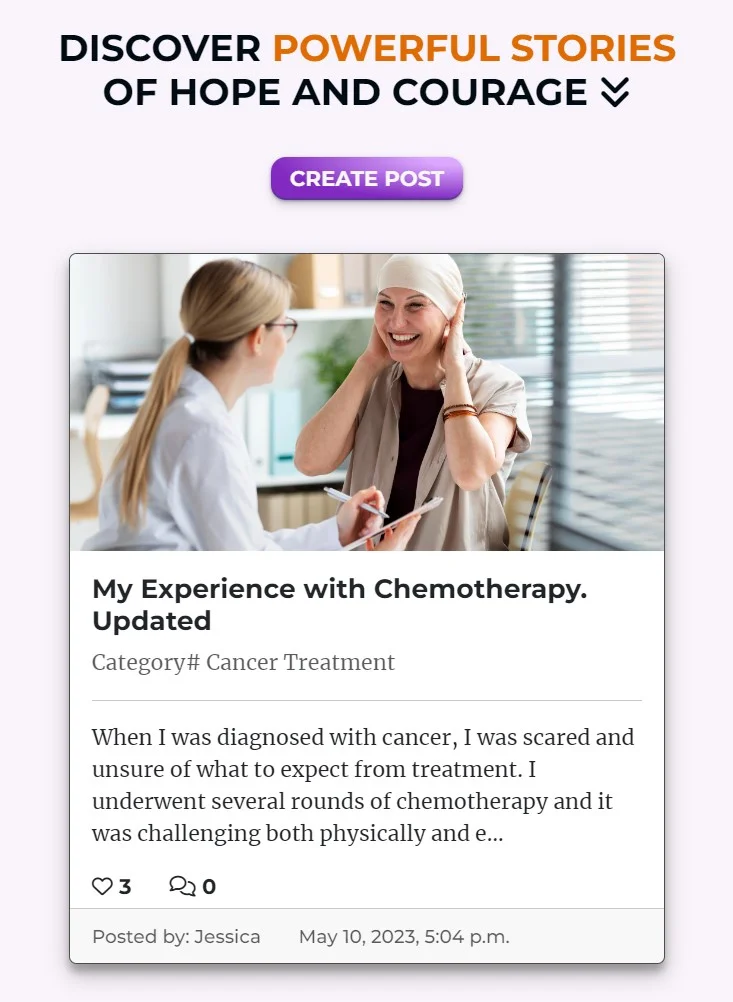 DISCOVER POWERFUL STORIES
OF HOPE AND COURAGE
CREATE POST
My Experience with Chemotherapy.
Updated
Category# Cancer Treatment
When I was diagnosed with cancer, I was scared and
unsure of what to expect from treatment. I
underwent several rounds of chemotherapy and it
was challenging both physically and e...
3 0
Posted by: Jessica May 10, 2023, 5:04 p.m.